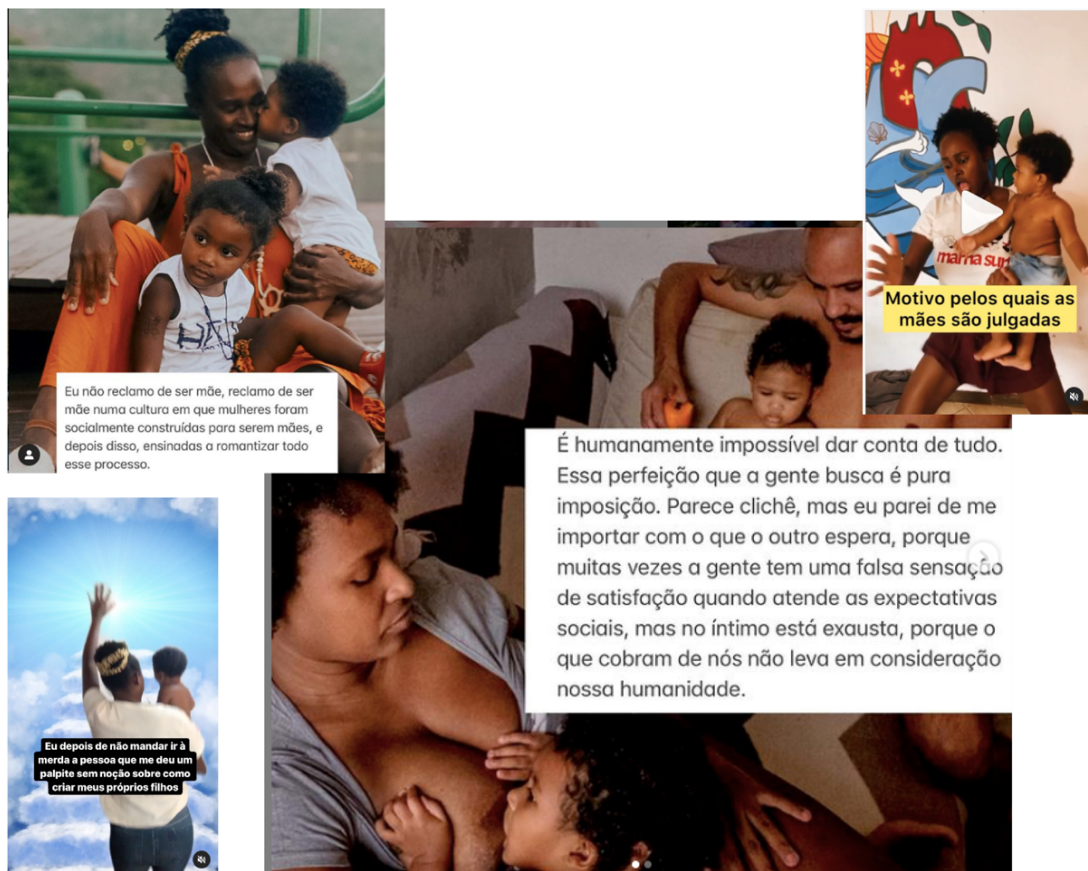 Eu não reclamo de ser mãe, reclamo de ser
mãe numa cultura em que mulheres foram
socialmente construídas para serem mães, e
depois disso, ensinadas a romantizar todo
esse processo.
mama
Motivo pelos quais as
mães são julgadas
É humanamente impossível dar conta de tudo.
Essa perfeição que a gente busca é pura
imposição. Parece clichê, mas eu parei de me
importar com o que o outro espera, porque
muitas vezes a gente tem uma falsa sensação
de satisfação quando atende as expectativas
sociais, mas no íntimo está exausta, porque o
que cobram de nós não leva em consideração
nossa humanidade.
Eu depois de não mandar ir à
merda a pessoa que me deu um
palpite sem noção sobre como
criar meus próprios filhos